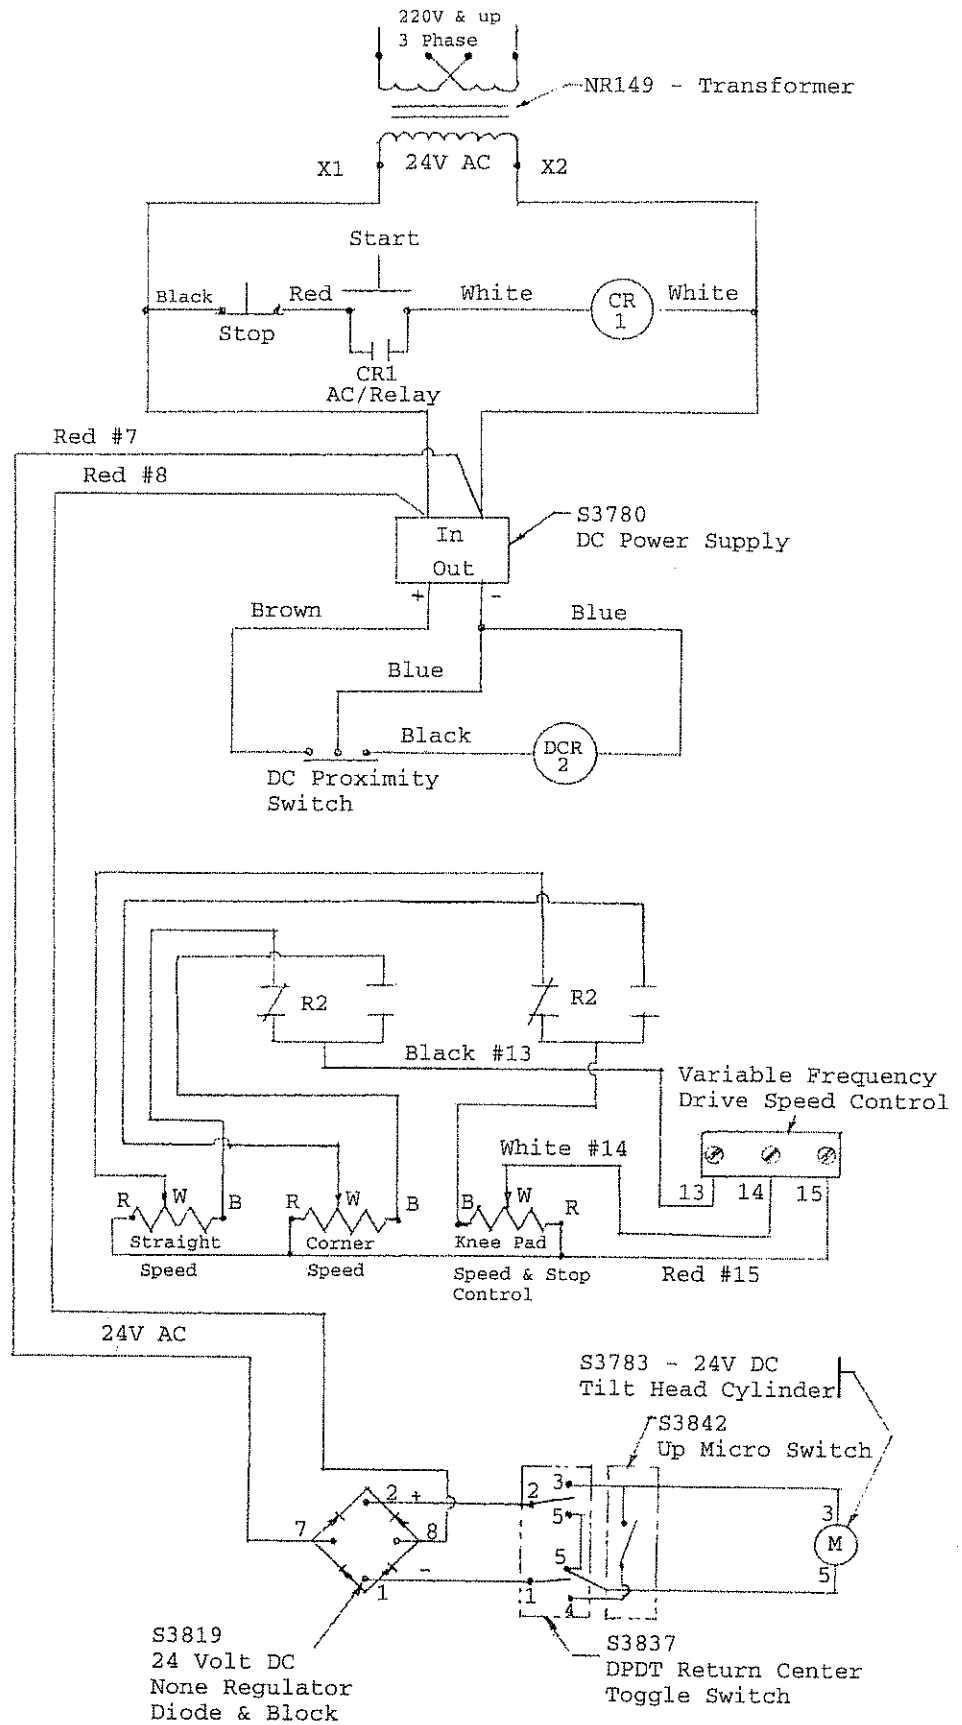 220V & up
3 Phase
NR149 - Transformer
X1
24V AC
X2
Start
Black
Red
White
CR
1
White
Stop
CR1
AC/Relay
Red #7
Red #8
S3780
DC Power Supply
In
Out
+
-
Brown
Blue
Blue
Black
DCR
2
DC Proximity
Switch
R2
R2
Black #13
Variable Frequency
Drive Speed Control
White #14
13
14
15
R
W
B
R
W
B
B
W
R
Straight
Speed
Corner
Speed
Knee Pad
Speed & Stop
Control
Red #15
24V AC
S3783 - 24V DC
Tilt Head Cylinder
S3842
Up Micro Switch
2
+
2
3
5
3
7
8
M
5
1
-
1
4
5
S3819
24 Volt DC
None Regulator
Diode & Block
S3837
DPDT Return Center
Toggle Switch